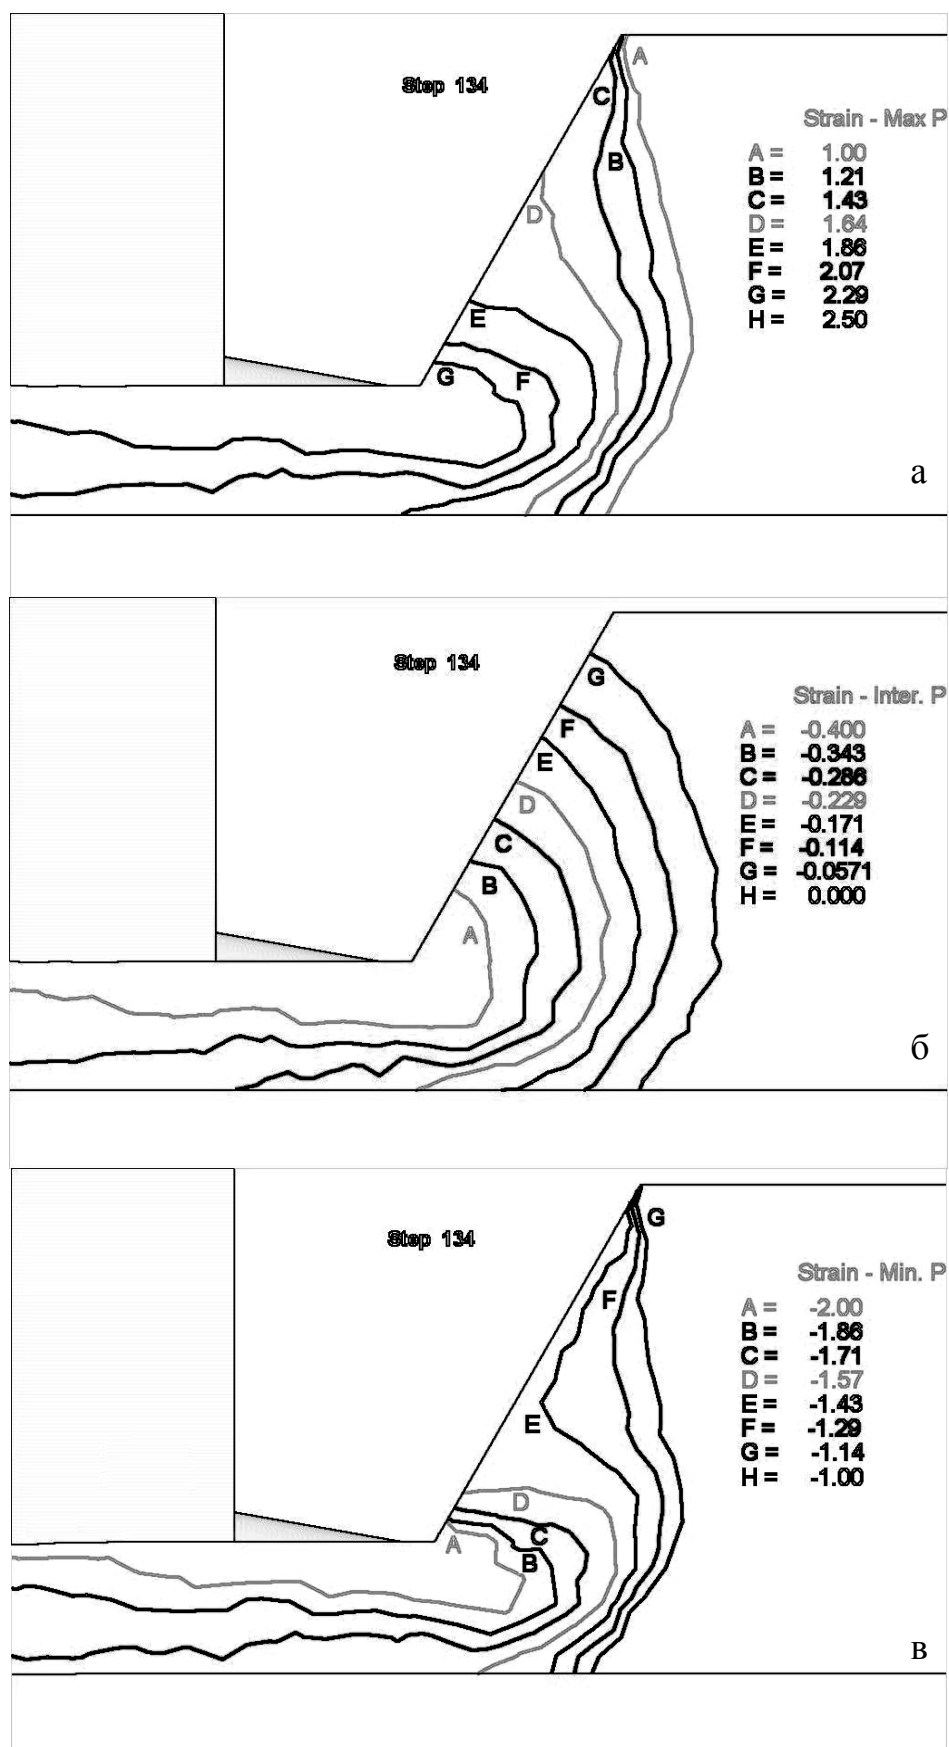 Step 134
A
C
B
D
E
G
F
Strain - Max P
A = 1.00
B = 1.21
C = 1.43
D = 1.64
E = 1.86
F = 2.07
G = 2.29
H = 2.50
а
Step 134
G
F
E
D
C
B
A
Strain - Inter. P
A = -0.400
B = -0.343
C = -0.286
D = -0.229
E = -0.171
F = -0.114
G = -0.0571
H = 0.000
б
Step 134
G
F
E
D
C
A
B
Strain - Min. P
A = -2.00
B = -1.86
C = -1.71
D = -1.57
E = -1.43
F = -1.29
G = -1.14
H = -1.00
в